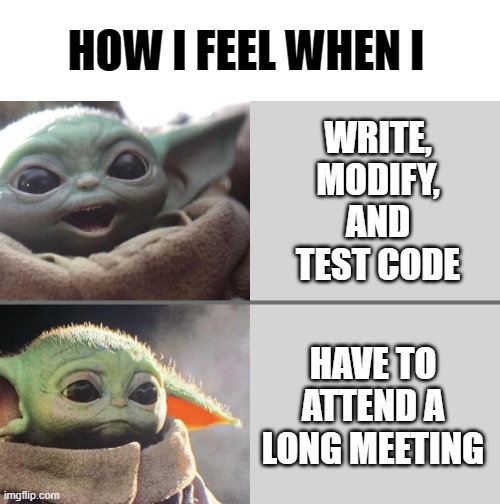 HOW I FEEL WHEN I
WRITE,
MODIFY,
AND
TEST CODE
HAVE TO
ATTEND A
LONG MEETING
imgflip.com